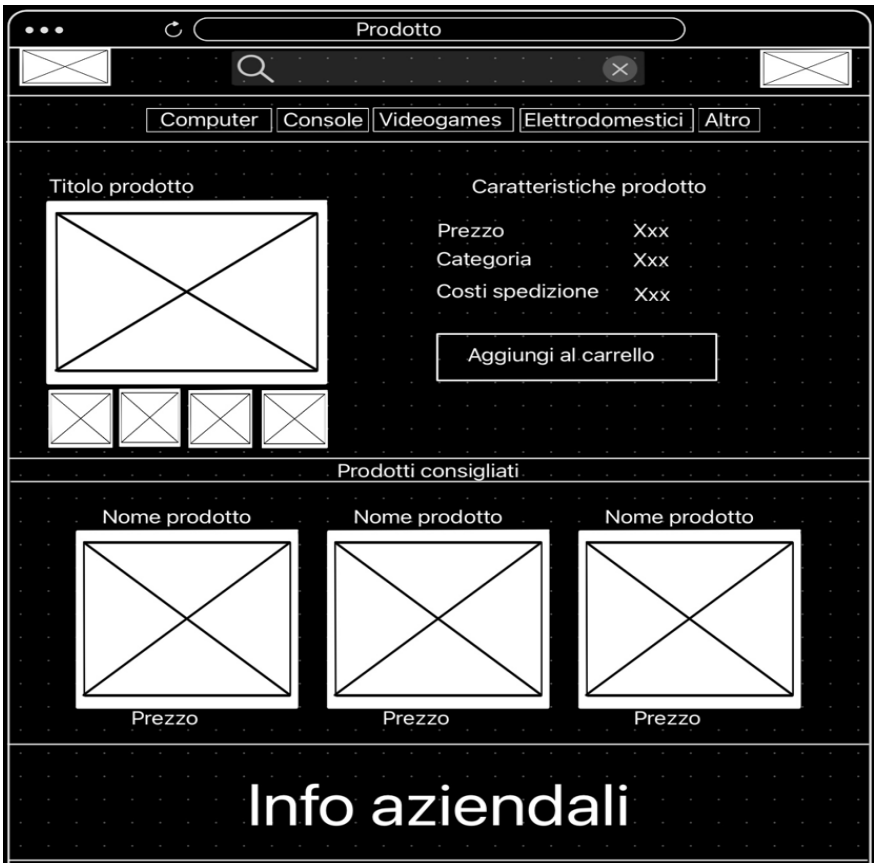 Prodotto
Computer Console Videogames Elettrodomestici Altro
Titolo prodotto
Caratteristiche prodotto
Prezzo Xxx
Categoria Xxx
Costi spedizione Xxx
Aggiungi al carrello
Prodotti consigliati
Nome prodotto Nome prodotto Nome prodotto
Prezzo Prezzo Prezzo
Info aziendali